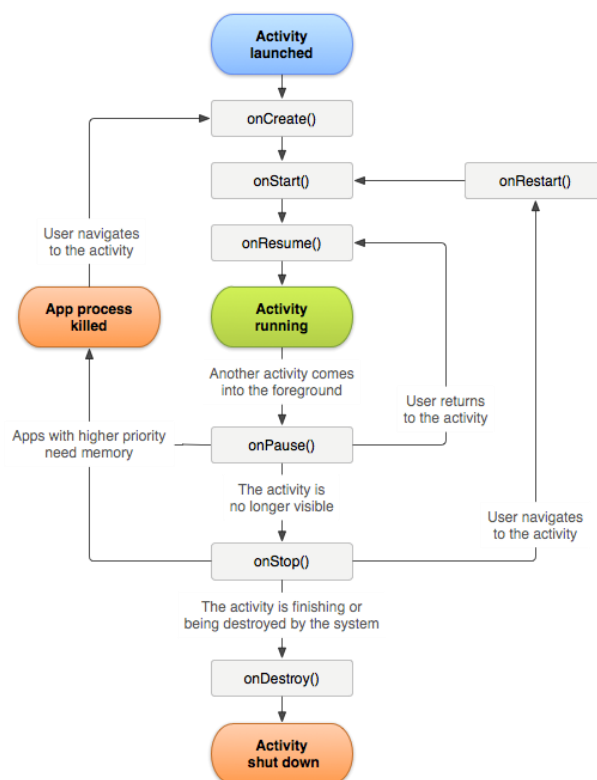 Activity
launched
onCreate()
onStart()
onRestart()
User navigates
to the activity
onResume()
App process
killed
Activity
running
Another activity comes
into the foreground
User returns
to the activity
Apps with higher priority
need memory
onPause()
The activity is
no longer visible
User navigates
to the activity
onStop()
The activity is finishing or
being destroyed by the system
onDestroy()
Activity
shut down